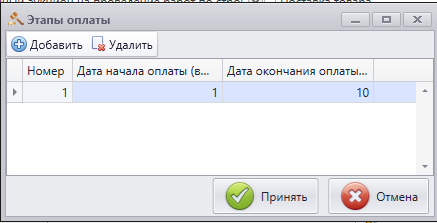 Этапы оплаты
Добавить Удалить
Номер Дата начала оплаты (в... Дата окончания оплаты...
1 1 10
Принять Отмена